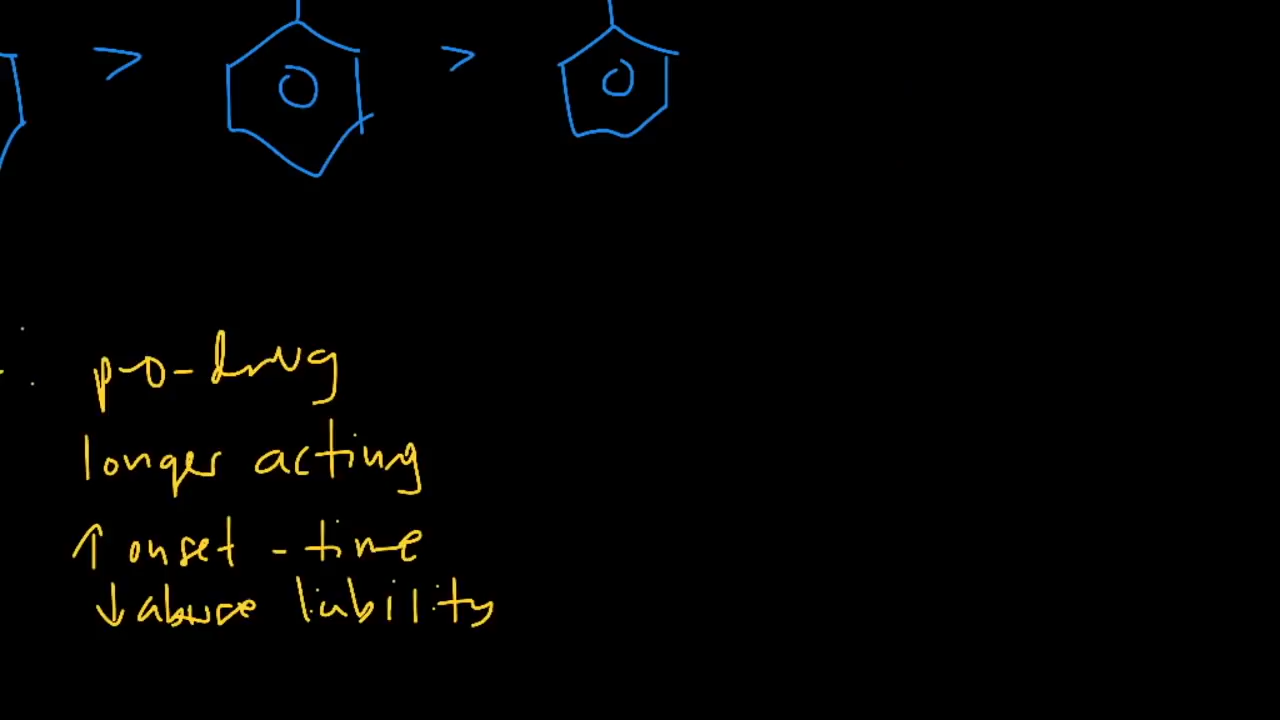 > >
pro-drug
longer acting
↑ onset - time
↓ abuse liability